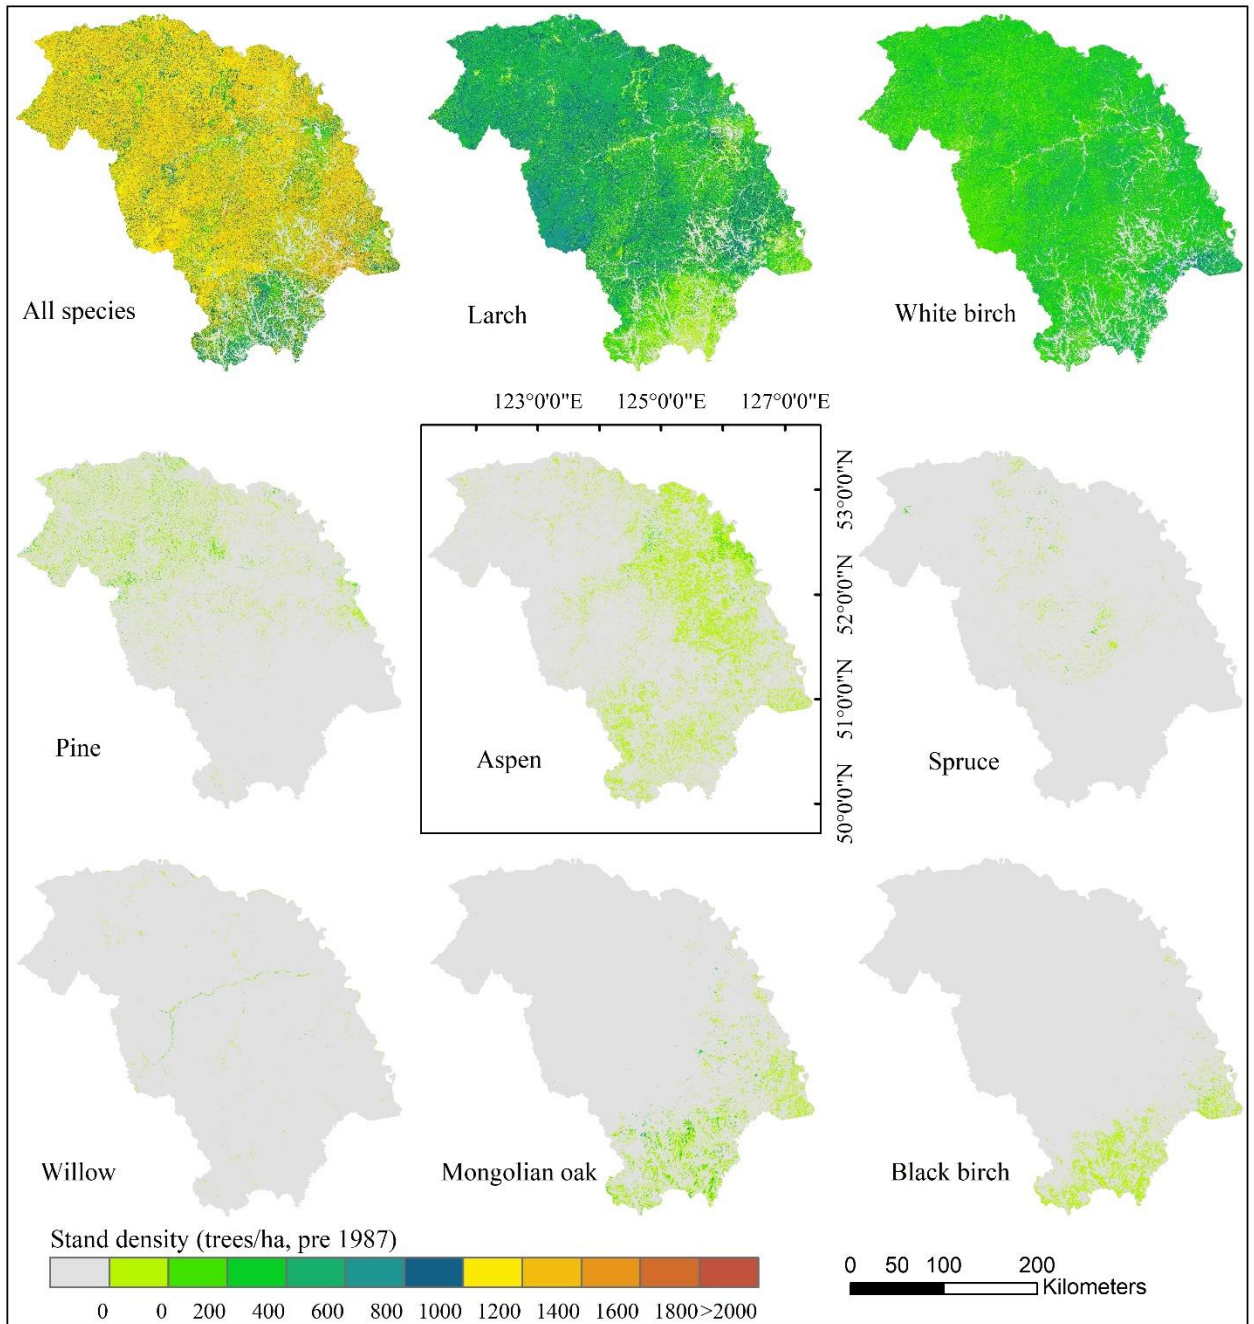 All species
Larch
White birch
123°0'0"E 125°0'0"E 127°0'0"E
53°0'0"N
52°0'0"N
51°0'0"N
50°0'0"N
Pine
Aspen
Spruce
Willow
Mongolian oak
Black birch
Stand density (trees/ha, pre 1987)
0 0 200 400 600 800 1000 1200 1400 1600 1800 >2000
0 50 100 200
Kilometers